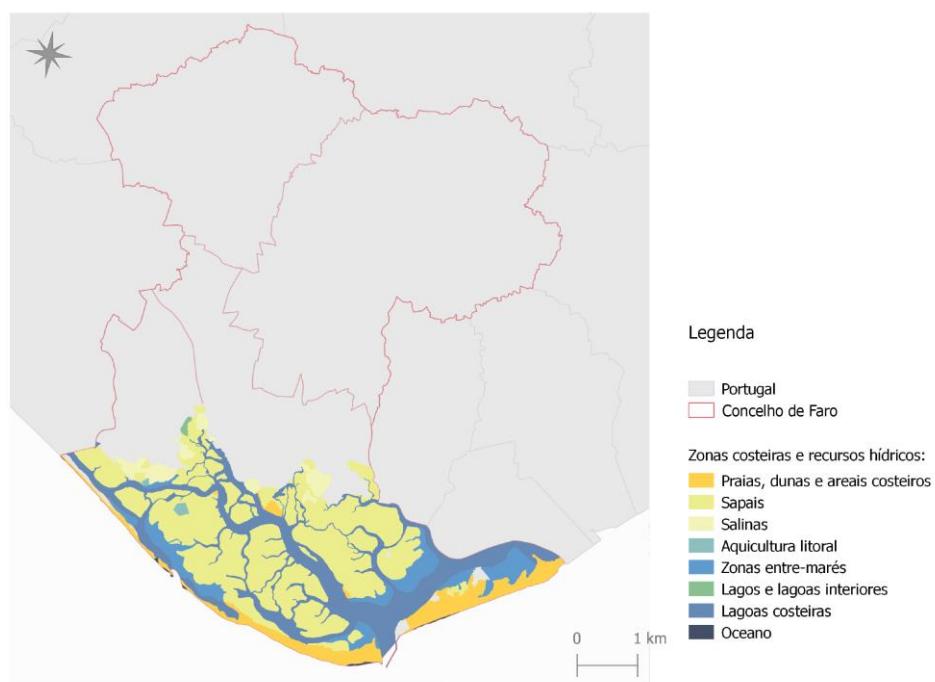 Legenda
Portugal
Concelho de Faro
Zonas costeiras e recursos hídricos:
Praias, dunas e areais costeiros
Sapais
Salinas
Aquicultura litoral
Zonas entre-marés
Lagos e lagoas interiores
Lagoas costeiras
Oceano
0 1 km